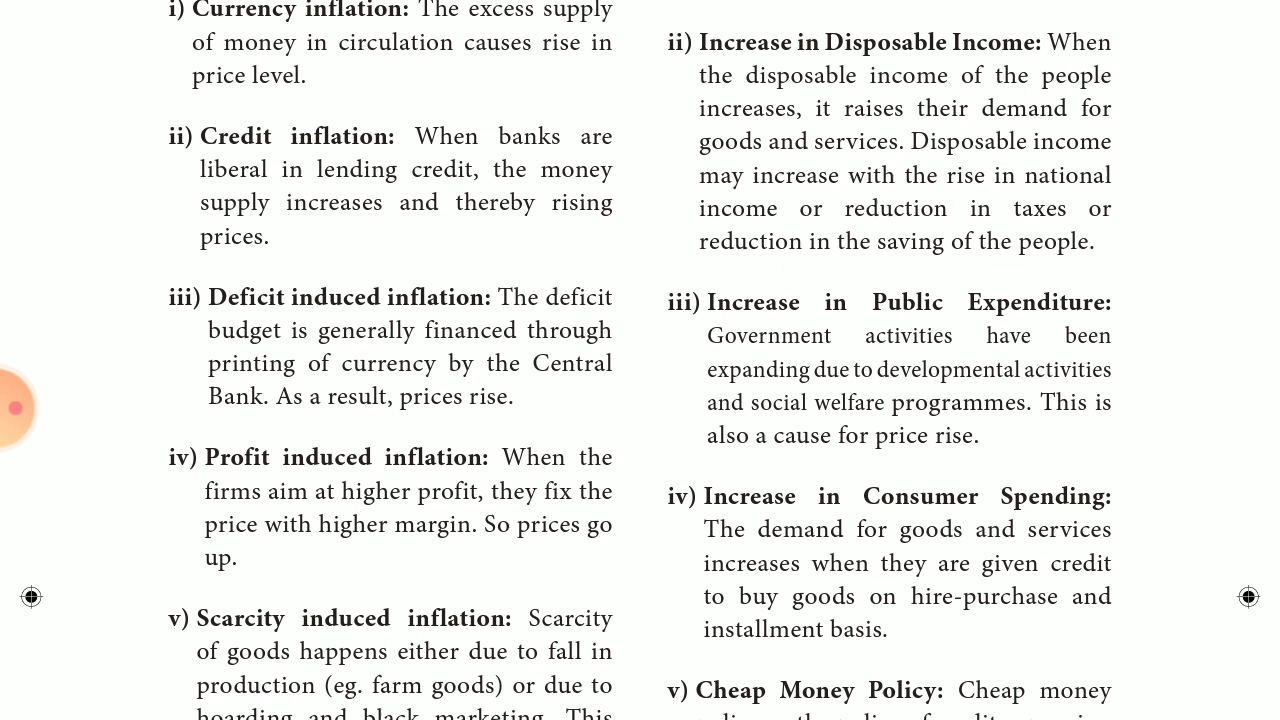 i) Currency inflation: The excess supply
of money in circulation causes rise in
price level.
ii) Credit inflation: When banks are
liberal in lending credit, the money
supply increases and thereby rising
prices.
iii) Deficit induced inflation: The deficit
budget is generally financed through
printing of currency by the Central
Bank. As a result, prices rise.
iv) Profit induced inflation: When the
firms aim at higher profit, they fix the
price with higher margin. So prices go
up.
v) Scarcity induced inflation: Scarcity
of goods happens either due to fall in
production (eg. farm goods) or due to
hoarding and black marketing. This
ii) Increase in Disposable Income: When
the disposable income of the people
increases, it raises their demand for
goods and services. Disposable income
may increase with the rise in national
income or reduction in taxes or
reduction in the saving of the people.
iii) Increase in Public Expenditure:
Government activities have been
expanding due to developmental activities
and social welfare programmes. This is
also a cause for price rise.
iv) Increase in Consumer Spending:
The demand for goods and services
increases when they are given credit
to buy goods on hire-purchase and
installment basis.
v) Cheap Money Policy: Cheap money